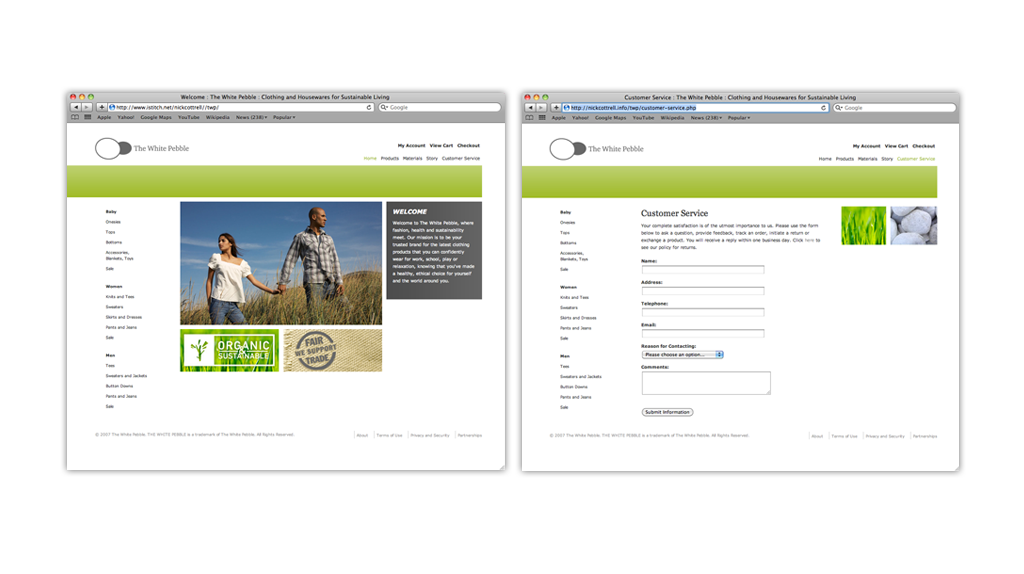 Welcome : The White Pebble : Clothing and Housewares for Sustainable Living
http://www.istitch.net/nickcottrell//twp/
Google
Apple Yahoo! Google Maps YouTube Wikipedia News (238) Popular
The White Pebble
My Account View Cart Checkout
Home Products Materials Story Customer Service
Baby
Onesies
Tops
Bottoms
Accessories,
Blankets, Toys
Sale
Women
Knits and Tees
Sweaters
Skirts and Dresses
Pants and Jeans
Sale
Men
Tees
Sweaters and Jackets
Button Downs
Pants and Jeans
Sale
WELCOME
Welcome to The White Pebble, where
fashion, health and sustainability
meet. Our mission is to be your
trusted brand for the latest clothing
products that you can confidently
wear for work, school, play or
relaxation, knowing that you've made
a healthy, ethical choice for yourself
and the world around you.
ORGANIC
&
SUSTAINABLE
FAIR
WE SUPPORT
TRADE
© 2007 The White Pebble. THE WHITE PEBBLE is a trademark of The White Pebble. All Rights Reserved.
About Terms of Use Privacy and Security Partnerships
Customer Service : The White Pebble : Clothing and Housewares for Sustainable Living
http://nickcottrell.info/twp/customer-service.php
Google
Apple Yahoo! Google Maps YouTube Wikipedia News (238) Popular
The White Pebble
My Account View Cart Checkout
Home Products Materials Story Customer Service
Baby
Onesies
Tops
Bottoms
Accessories,
Blankets, Toys
Sale
Women
Knits and Tees
Sweaters
Skirts and Dresses
Pants and Jeans
Sale
Men
Tees
Sweaters and Jackets
Button Downs
Pants and Jeans
Sale
Customer Service
Your complete satisfaction is of the utmost importance to us. Please use the form
below to ask a question, provide feedback, track an order, initiate a return or
exchange a product. You will receive a reply within one business day. Click here to
see our policy for returns.
Name:
Address:
Telephone:
Email:
Reason for Contacting:
Please choose an option...
Comments:
Submit Information
© 2007 The White Pebble. THE WHITE PEBBLE is a trademark of The White Pebble. All Rights Reserved.
About Terms of Use Privacy and Security Partnerships